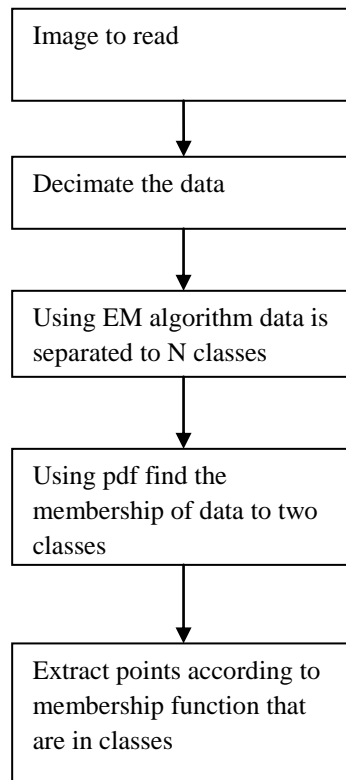 Image to read
Decimate the data
Using EM algorithm data is
separated to N classes
Using pdf find the
membership of data to two
classes
Extract points according to
membership function that
are in classes